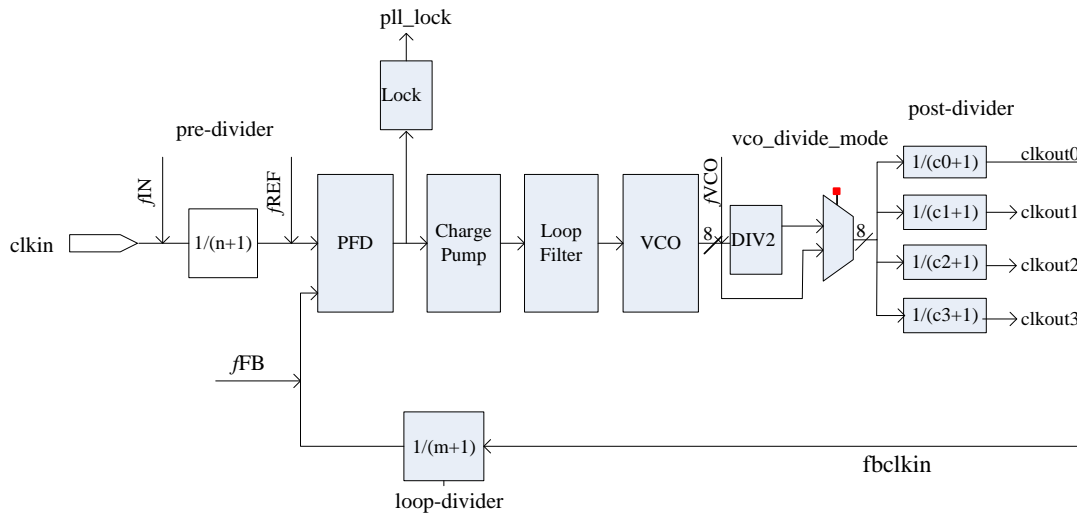 pll_lock
Lock
pre-divider
post-divider
vco_divide_mode
fIN
fREF
fVCO
clkin
1/(n+1)
PFD
Charge
Pump
Loop
Filter
VCO
8
DIV2
8
1/(c0+1)
clkout0
1/(c1+1)
clkout1
1/(c2+1)
clkout2
1/(c3+1)
clkout3
fFB
1/(m+1)
fbclkin
loop-divider